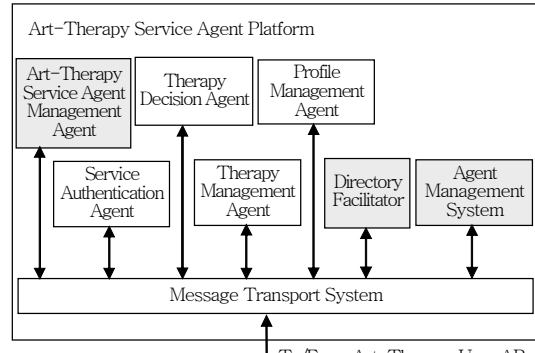 Art-Therapy Service Agent Platform
Art-Therapy
Service Agent
Management
Agent
Therapy
Decision Agent
Profile
Management
Agent
Service
Authentication
Agent
Therapy
Management
Agent
Directory
Facilitator
Agent
Management
System
Message Transport System